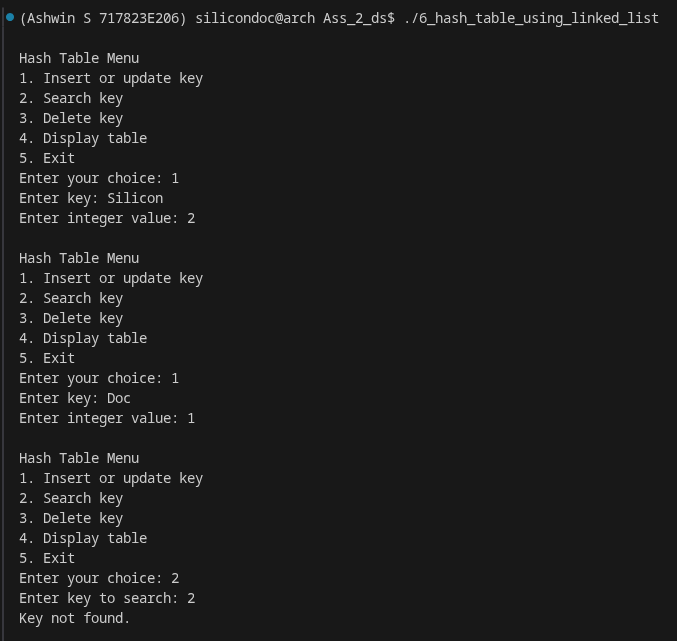 (Ashwin S 717823E206) silicondoc@arch Ass_2_ds$ ./6_hash_table_using_linked_list
Hash Table Menu
1. Insert or update key
2. Search key
3. Delete key
4. Display table
5. Exit
Enter your choice: 1
Enter key: Silicon
Enter integer value: 2
Hash Table Menu
1. Insert or update key
2. Search key
3. Delete key
4. Display table
5. Exit
Enter your choice: 1
Enter key: Doc
Enter integer value: 1
Hash Table Menu
1. Insert or update key
2. Search key
3. Delete key
4. Display table
5. Exit
Enter your choice: 2
Enter key to search: 2
Key not found.